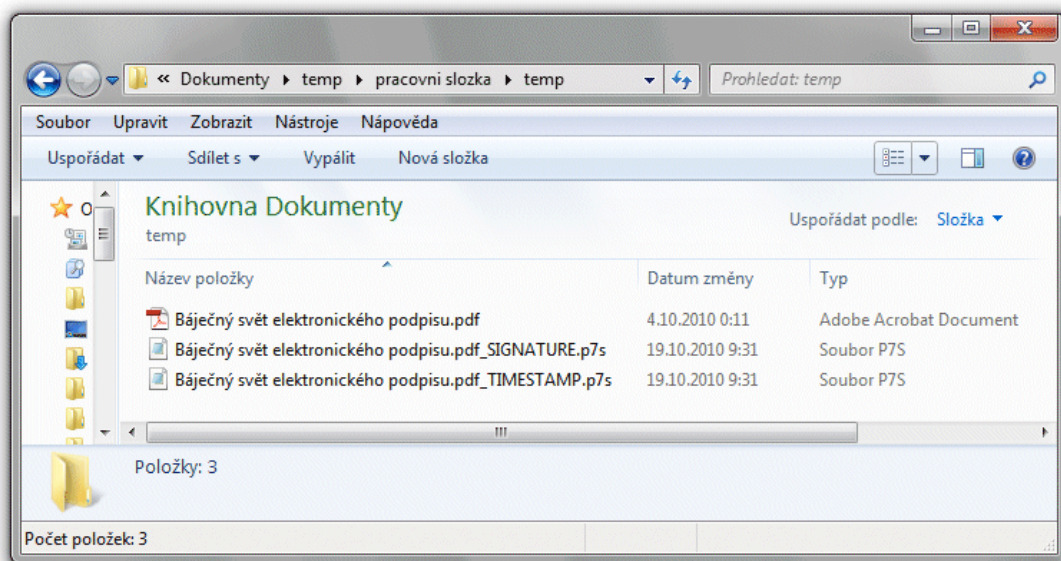 « Dokumenty ▸ temp ▸ pracovni slozka ▸ temp
Prohledat: temp
Soubor Upravit Zobrazit Nástroje Nápověda
Uspořádat Sdílet s Vypálit Nová složka
O
Knihovna Dokumenty
temp
Uspořádat podle: Složka
Název položky Datum změny Typ
Báječný svět elektronického podpisu.pdf 4.10.2010 0:11 Adobe Acrobat Document
Báječný svět elektronického podpisu.pdf_SIGNATURE.p7s 19.10.2010 9:31 Soubor P7S
Báječný svět elektronického podpisu.pdf_TIMESTAMP.p7s 19.10.2010 9:31 Soubor P7S
Položky: 3
Počet položek: 3